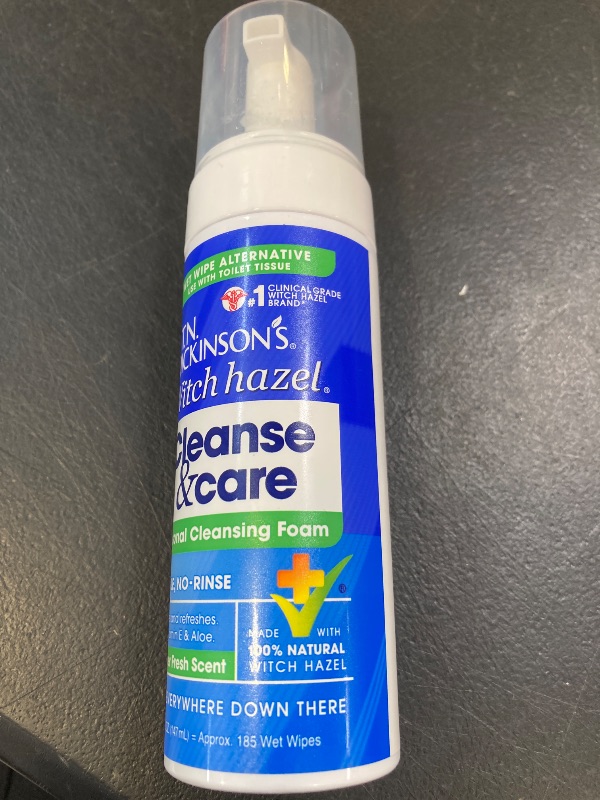 WIPE ALTERNATIVE
USE WITH TOILET TISSUE
#1 CLINICAL GRADE
WITCH HAZEL
BRAND*
T.N.
DICKINSON'S®
witch hazel®
Cleanse
&care
Cleansing Foam
NO-RINSE
and refreshes.
E & Aloe.
Fresh Scent
®
MADE WITH
100% NATURAL
WITCH HAZEL
EVERYWHERE DOWN THERE
(147mL) = Approx. 185 Wet Wipes